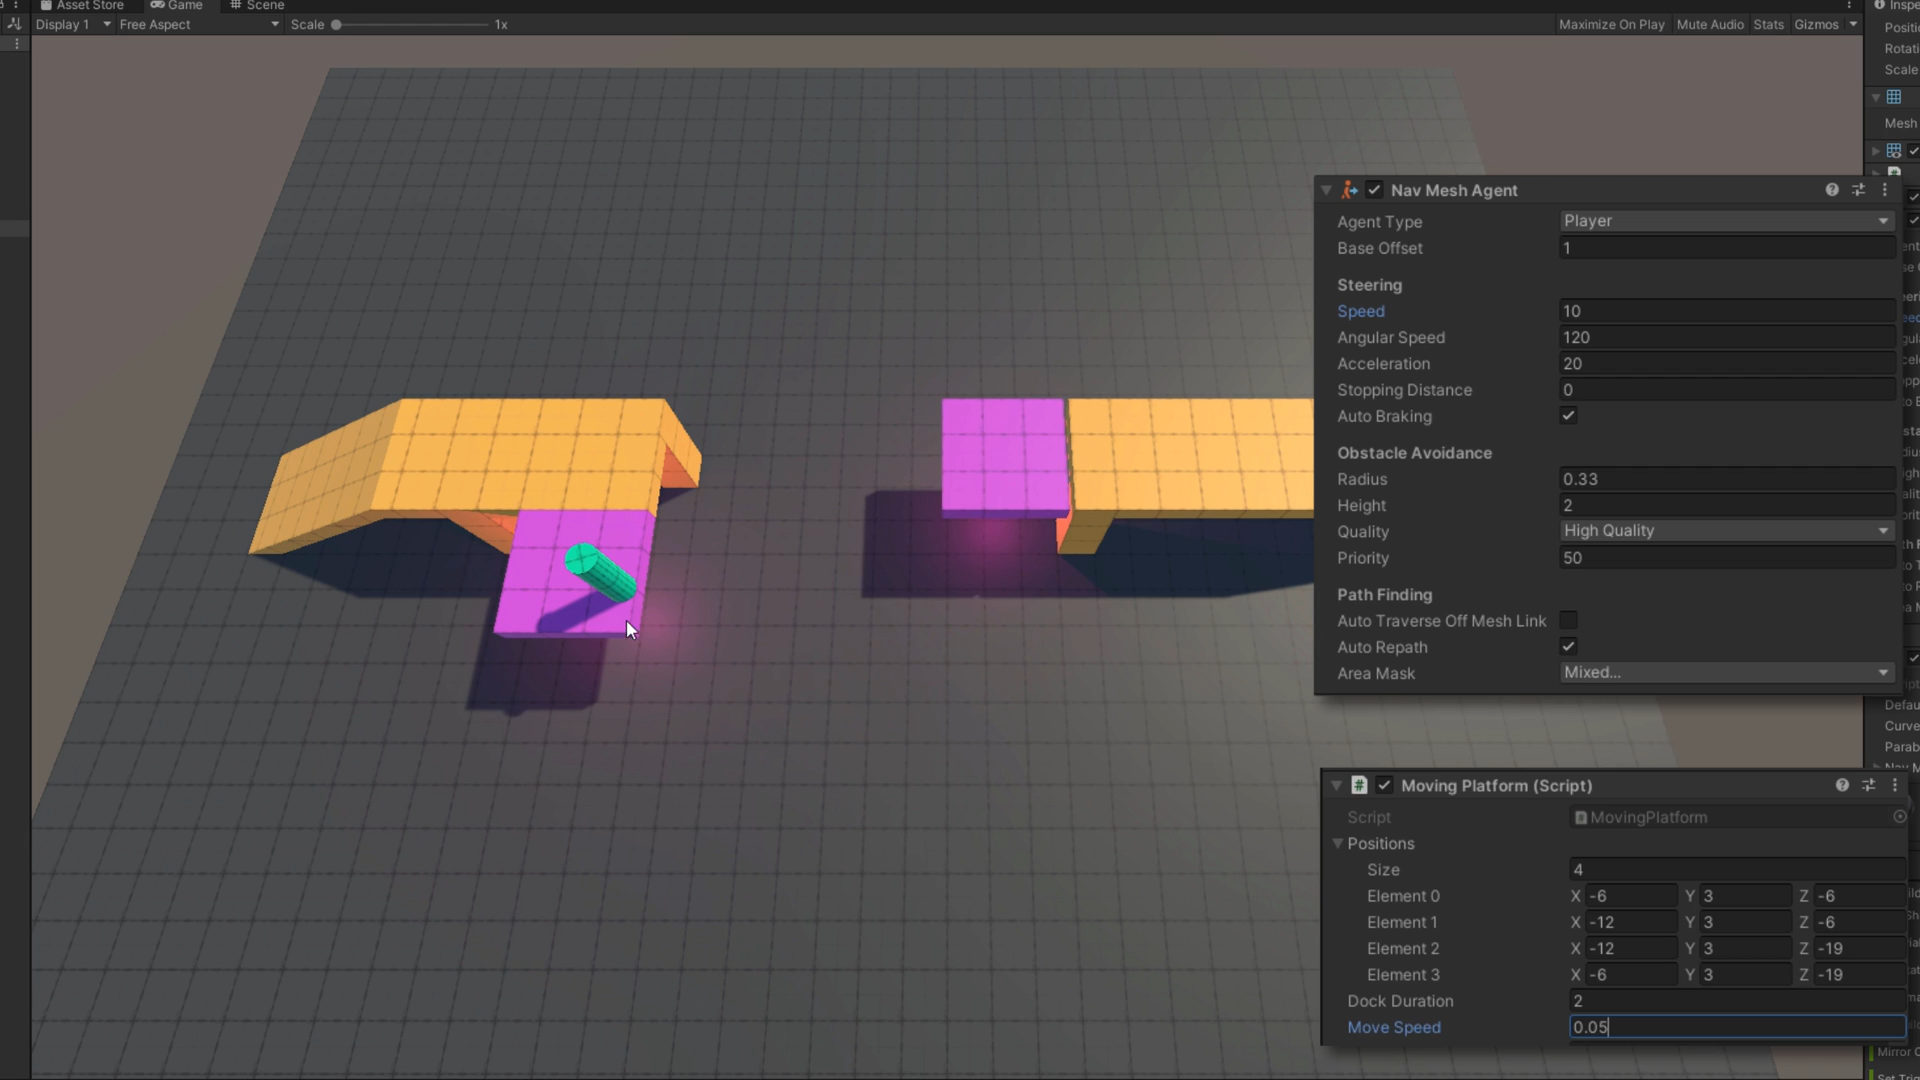 Asset Store Game Scene
Display 1 Free Aspect Scale 1x Maximize On Play Mute Audio Stats Gizmos
Scale
Mesh
Nav Mesh Agent
Agent Type Player
Base Offset 1
Steering
Speed 10
Angular Speed 120
Acceleration 20
Stopping Distance 0
Auto Braking
Obstacle Avoidance
Radius 0.33
Height 2
Quality High Quality
Priority 50
Path Finding
Auto Traverse Off Mesh Link
Auto Repath
Area Mask Mixed...
Moving Platform (Script)
Script MovingPlatform
Positions
Size 4
Element 0 X -6 Y 3 Z -6
Element 1 X -12 Y 3 Z -6
Element 2 X -12 Y 3 Z -19
Element 3 X -6 Y 3 Z -19
Dock Duration 2
Move Speed 0.05